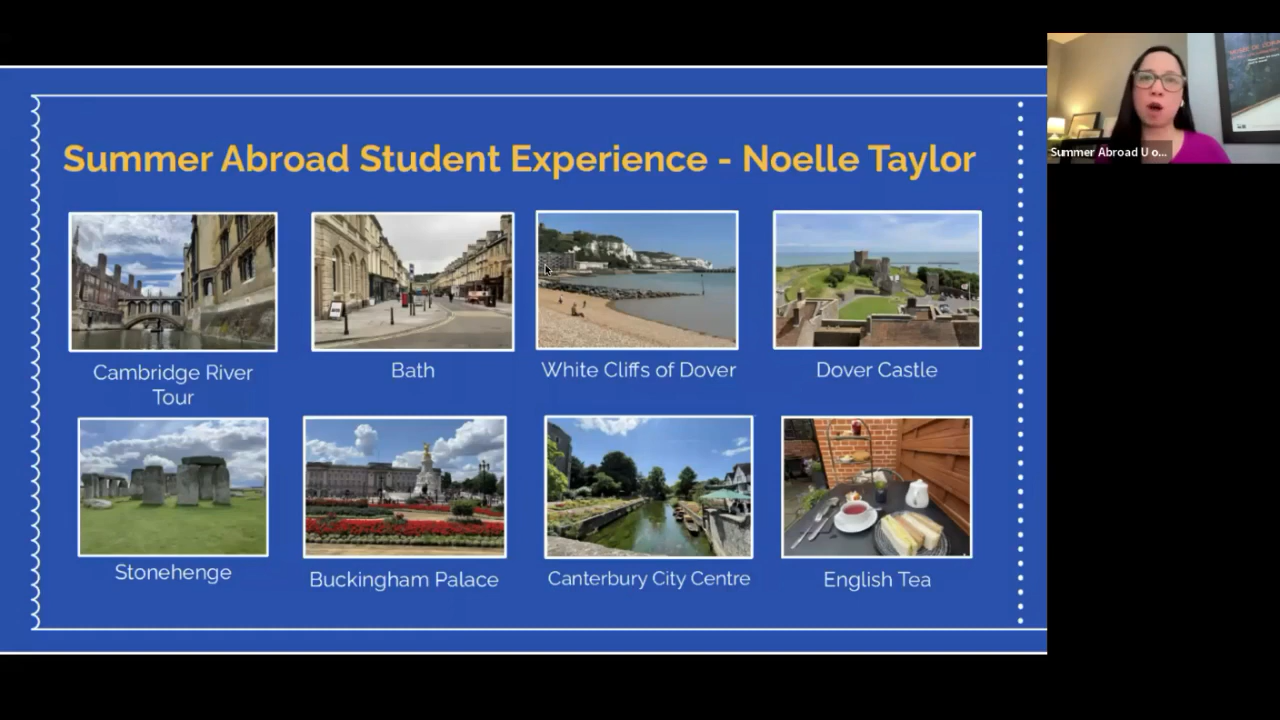 Summer Abroad Student Experience - Noelle Taylor
Cambridge River
Tour
Bath
White Cliffs of Dover
Dover Castle
Stonehenge
Buckingham Palace
Canterbury City Centre
English Tea
Summer Abroad U o...